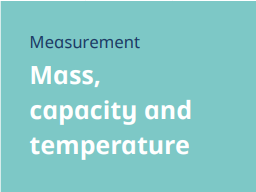 Measurement
Mass,
capacity and
temperature